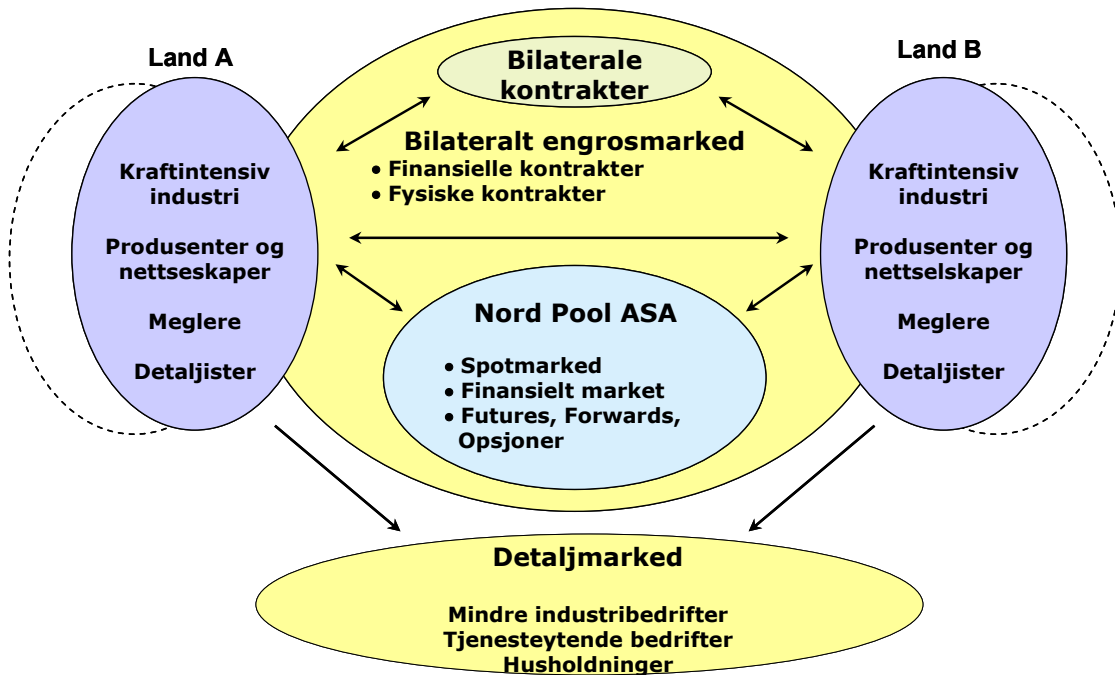 Land A
Land B
Bilaterale
kontrakter
Bilateralt engrosmarked
• Finansielle kontrakter
• Fysiske kontrakter
Kraftintensiv
industri
Produsenter og
nettseskaper
Meglere
Detaljister
Kraftintensiv
industri
Produsenter og
nettselskaper
Meglere
Detaljister
Nord Pool ASA
• Spotmarked
• Finansielt market
• Futures, Forwards,
Opsjoner
Detaljmarked
Mindre industribedrifter
Tjenesteytende bedrifter
Husholdninger